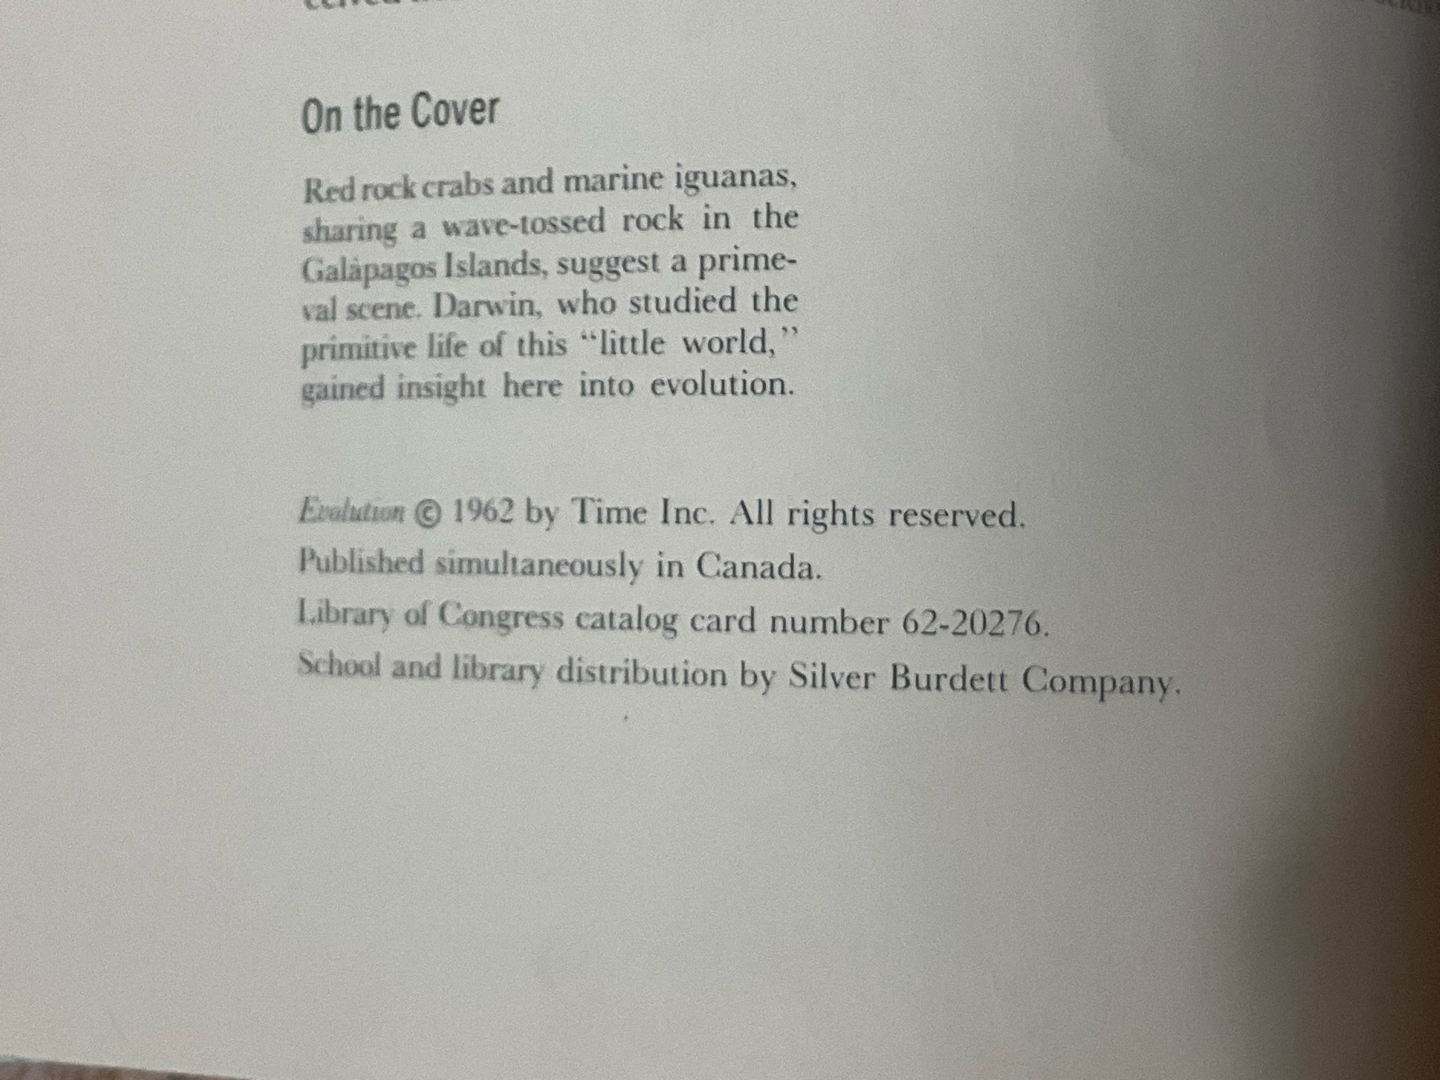 On the Cover
Red rock crabs and marine iguanas,
sharing a wave-tossed rock in the
Galápagos Islands, suggest a prime-
val scene. Darwin, who studied the
primitive life of this “little world,”
gained insight here into evolution.
Evolution © 1962 by Time Inc. All rights reserved.
Published simultaneously in Canada.
Library of Congress catalog card number 62-20276.
School and library distribution by Silver Burdett Company.